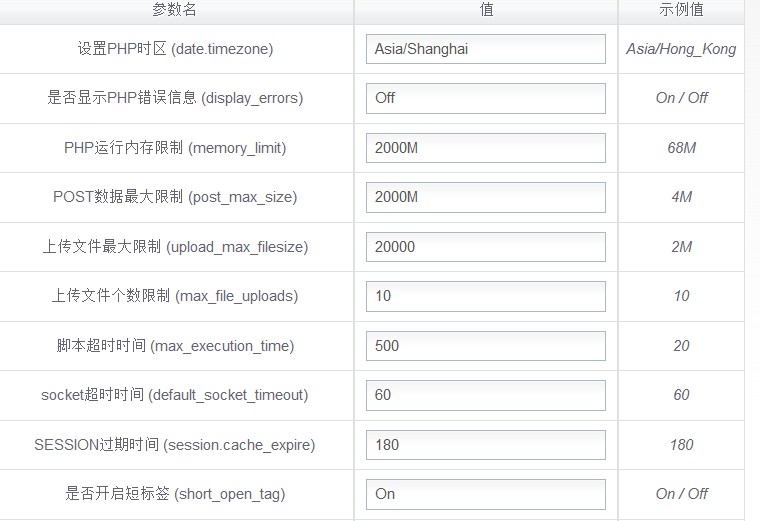 参数名 值 示例值
设置PHP时区 (date.timezone) Asia/Shanghai Asia/Hong_Kong
是否显示PHP错误信息 (display_errors) Off On / Off
PHP运行内存限制 (memory_limit) 2000M 68M
POST数据最大限制 (post_max_size) 2000M 4M
上传文件最大限制 (upload_max_filesize) 20000 2M
上传文件个数限制 (max_file_uploads) 10 10
脚本超时时间 (max_execution_time) 500 20
socket超时时间 (default_socket_timeout) 60 60
SESSION过期时间 (session.cache_expire) 180 180
是否开启短标签 (short_open_tag) On On / Off